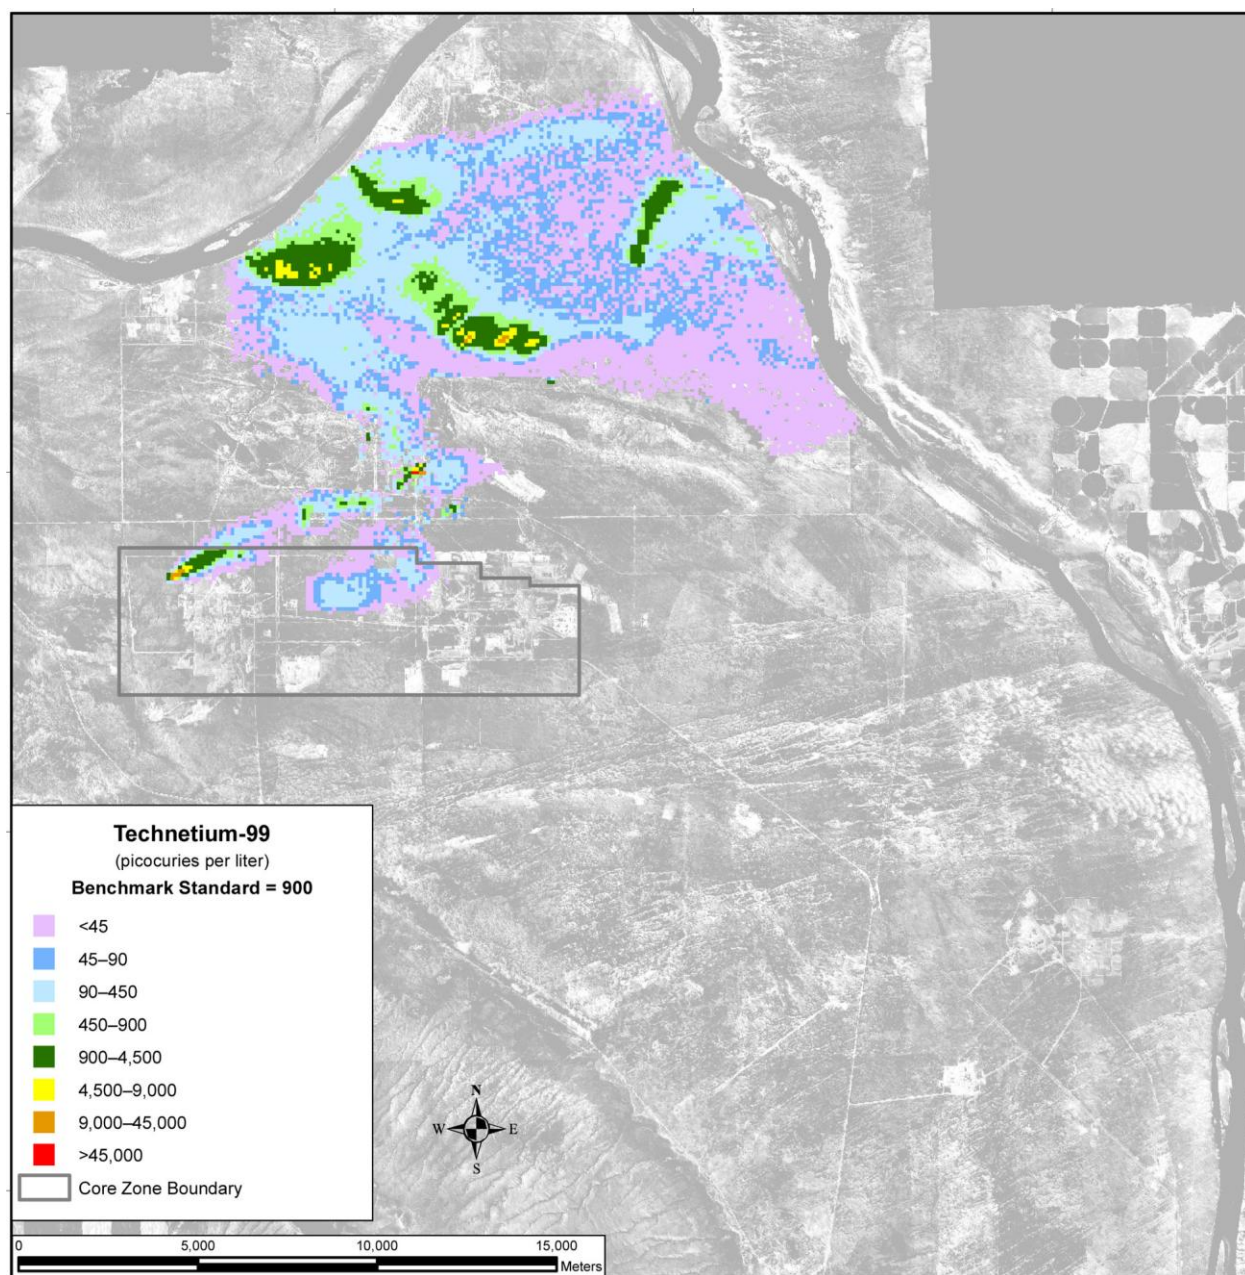 N
W E
S
Technetium-99
(picocuries per liter)
Benchmark Standard = 900
<45
45–90
90–450
450–900
900–4,500
4,500–9,000
9,000–45,000
>45,000
Core Zone Boundary
0 5,000 10,000 15,000
Meters